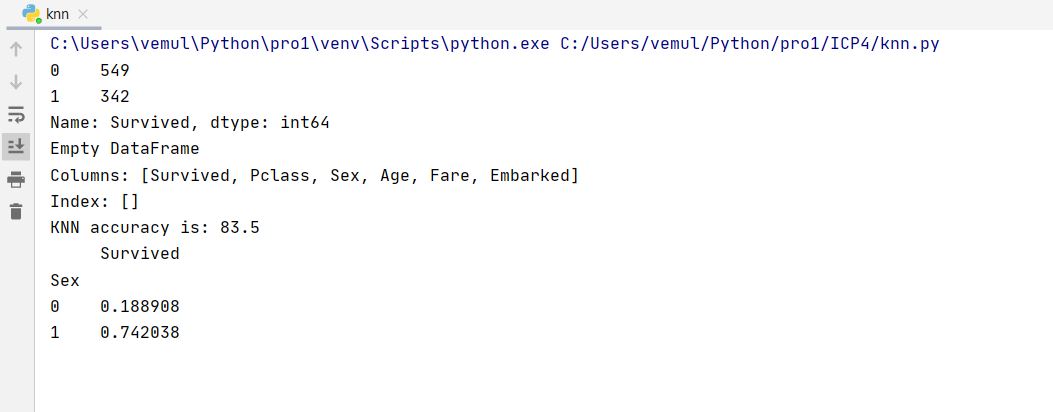 knn
C:\Users\vemul\Python\pro1\venv\Scripts\python.exe C:/Users/vemul/Python/pro1/ICP4/knn.py
0    549
1    342
Name: Survived, dtype: int64
Empty DataFrame
Columns: [Survived, Pclass, Sex, Age, Fare, Embarked]
Index: []
KNN accuracy is: 83.5
     Survived
Sex
0    0.188908
1    0.742038